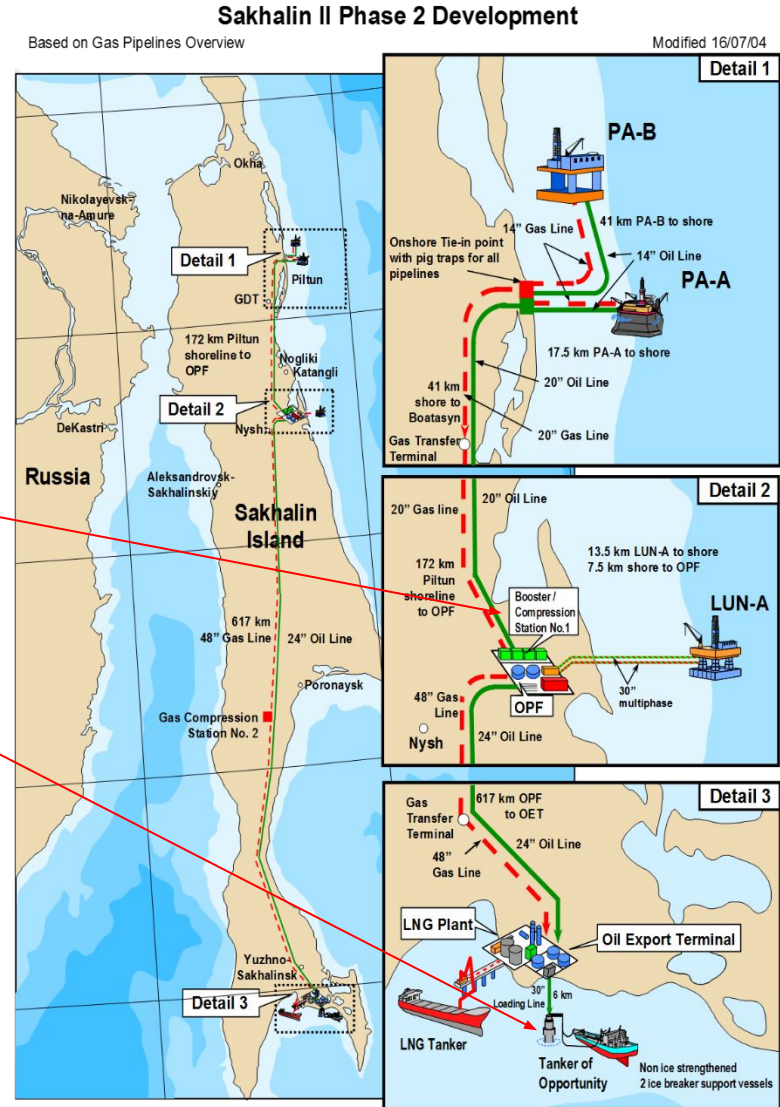 Sakhalin II Phase 2 Development
Based on Gas Pipelines Overview
Modified 16/07/04
Okha
Nikolayevsk-
na-Amure
Detail 1
Piltun
GDT
172 km Piltun
shoreline to
OPF
Nogliki
Katangli
Detail 2
DeKastri
Nysh
Russia
Aleksandrovsk-
Sakhalinskiy
Sakhalin
Island
617 km
48" Gas Line
24" Oil Line
Poronaysk
Gas Compression
Station No. 2
Yuzhno-
Sakhalinsk
Detail 3
Detail 1
PA-B
14" Gas Line
41 km PA-B to shore
Onshore Tie-in point
with pig traps for all
pipelines
14" Oil Line
PA-A
17.5 km PA-A to shore
20" Oil Line
41 km
shore to
Boatasyn
20" Gas Line
Gas Transfer
Terminal
Detail 2
20" Gas line
20" Oil Line
13.5 km LUN-A to shore
7.5 km shore to OPF
172 km
Piltun
shoreline
to OPF
Booster /
Compression
Station No.1
LUN-A
30"
multiphase
48" Gas
Line
OPF
Nysh
24" Oil Line
Detail 3
Gas
Transfer
Terminal
617 km OPF
to OET
24" Oil Line
48"
Gas Line
LNG Plant
Oil Export Terminal
30"
Loading Line
6 km
LNG Tanker
Tanker of
Opportunity
Non ice strengthened
2 ice breaker support vessels